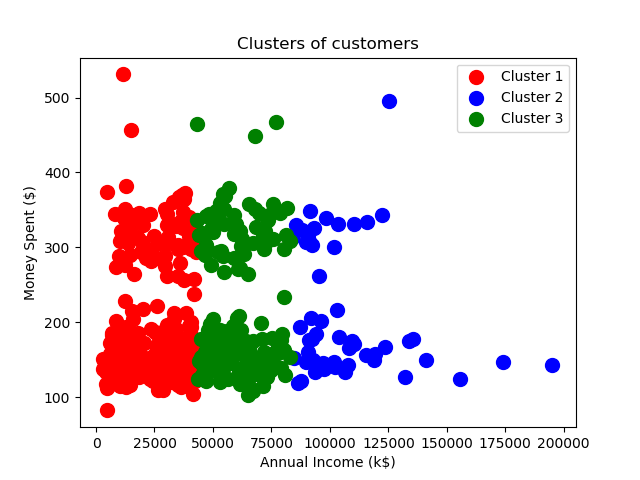 Clusters of customers
Cluster 1
Cluster 2
Cluster 3
Money Spent ($)
500
400
300
200
100
0 25000 50000 75000 100000 125000 150000 175000 200000
Annual Income (k$)